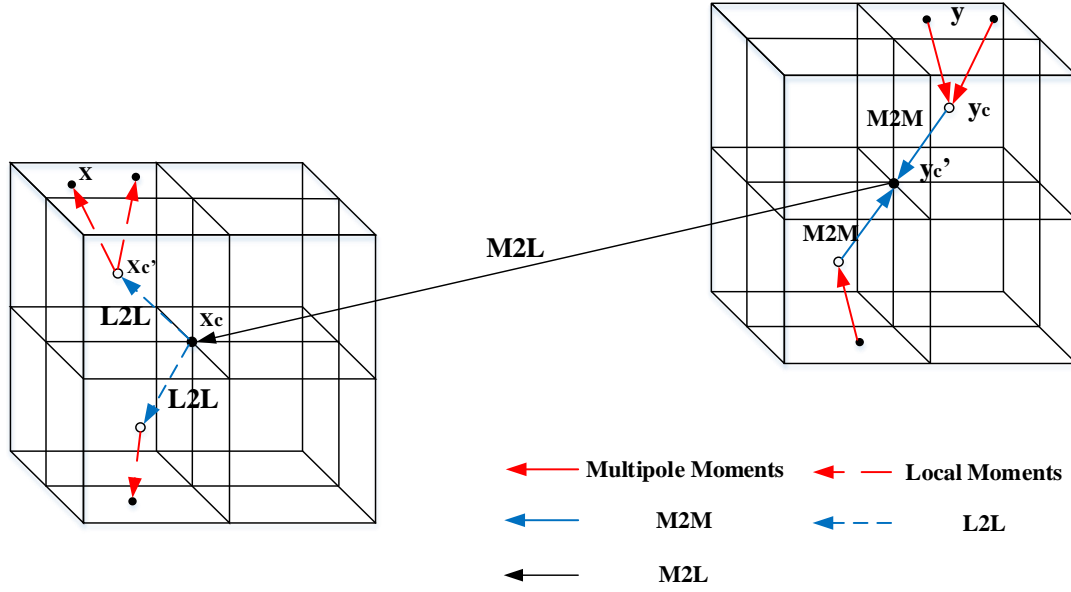 y
M2M
yc
yc’
M2M
x
M2L
xc’
L2L
xc
L2L
Multipole Moments
Local Moments
M2M
L2L
M2L